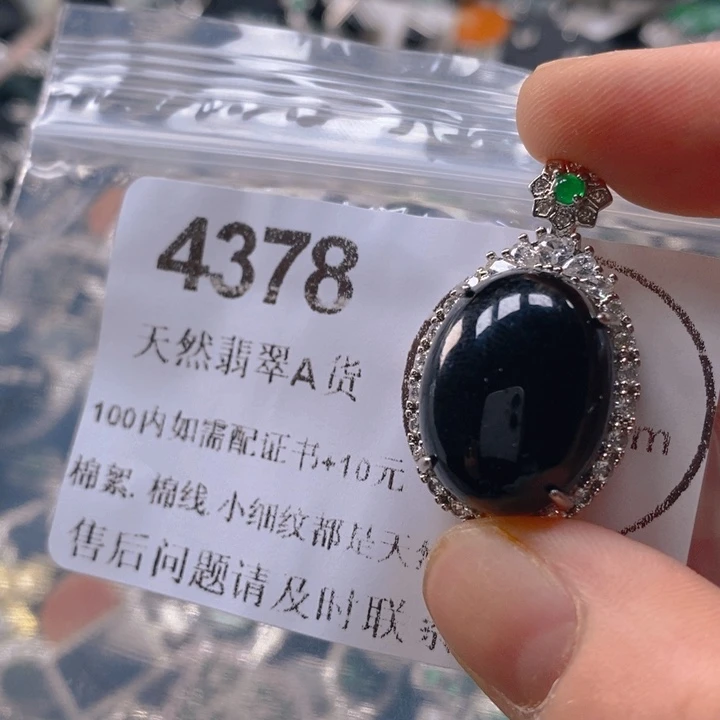 4378
天然翡翠A货
100内如需配证书+10元
棉絮. 棉线.小细纹都是天
售后问题请及时联
m